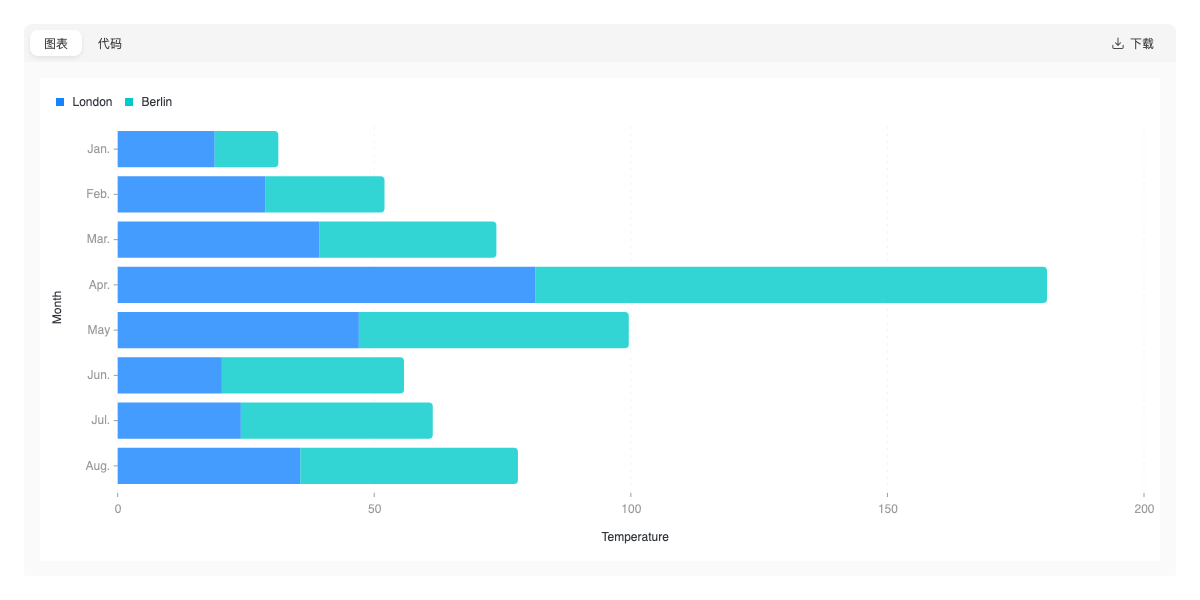 图表 代码 下载
London Berlin
Jan.
Feb.
Mar.
Apr.
May
Jun.
Jul.
Aug.
Month
0 50 100 150 200
Temperature